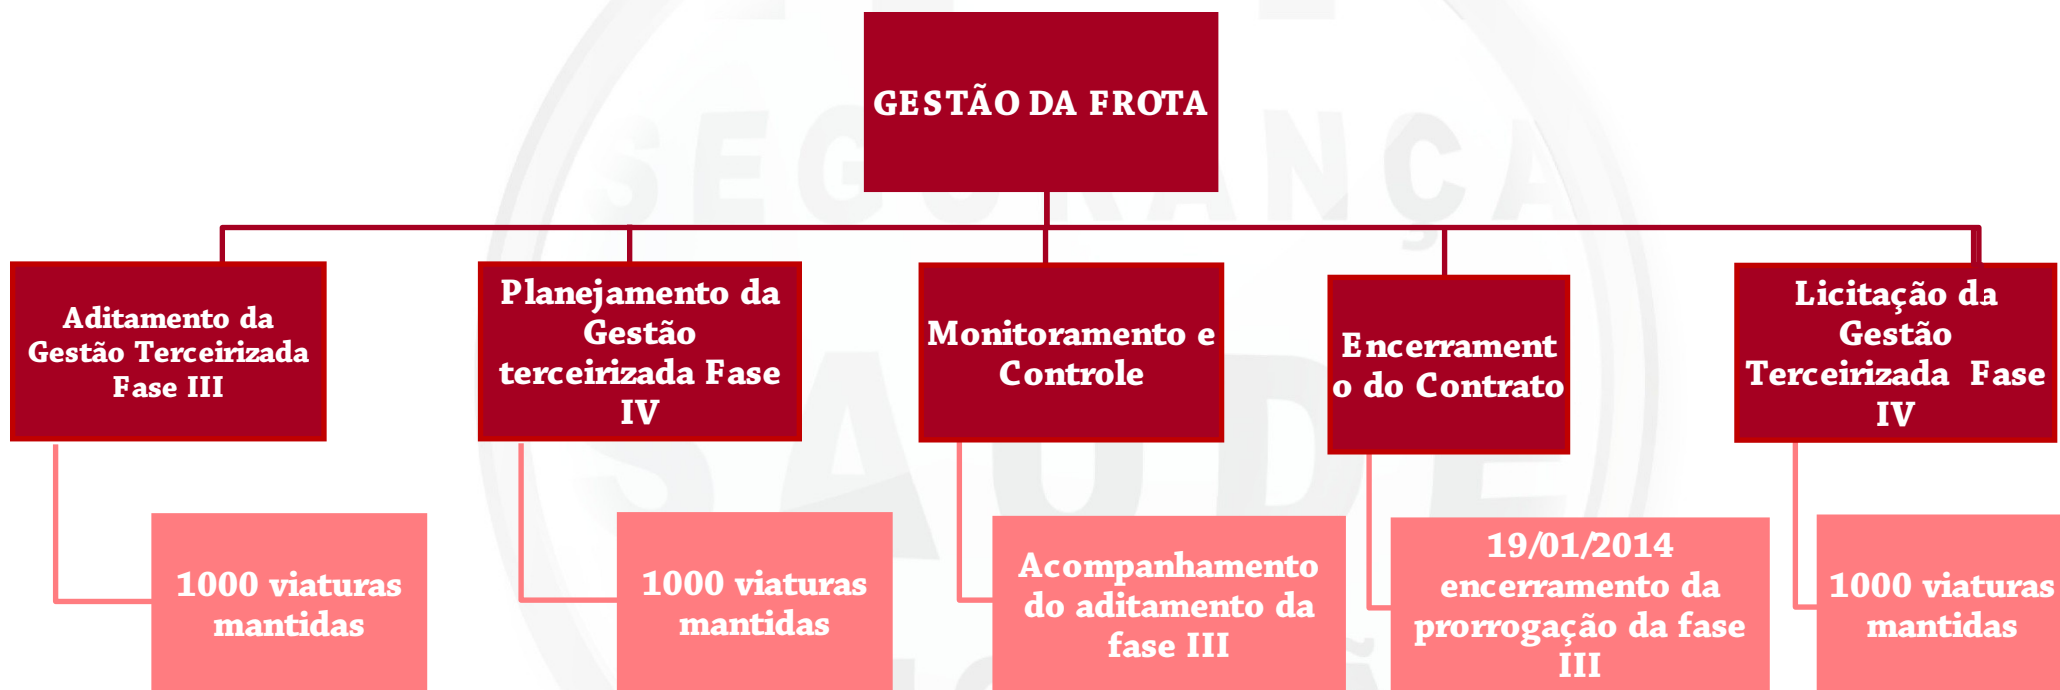 GESTÃO DA FROTA
Aditamento da
Gestão Terceirizada
Fase III
Planejamento da
Gestão
terceirizada Fase
IV
Monitoramento e
Controle
Encerrament
o do Contrato
Licitação da
Gestão
Terceirizada Fase
IV
1000 viaturas
mantidas
1000 viaturas
mantidas
Acompanhamento
do aditamento da
fase III
19/01/2014
encerramento da
prorrogação da fase
III
1000 viaturas
mantidas
SEGURANÇA
SAÚDE